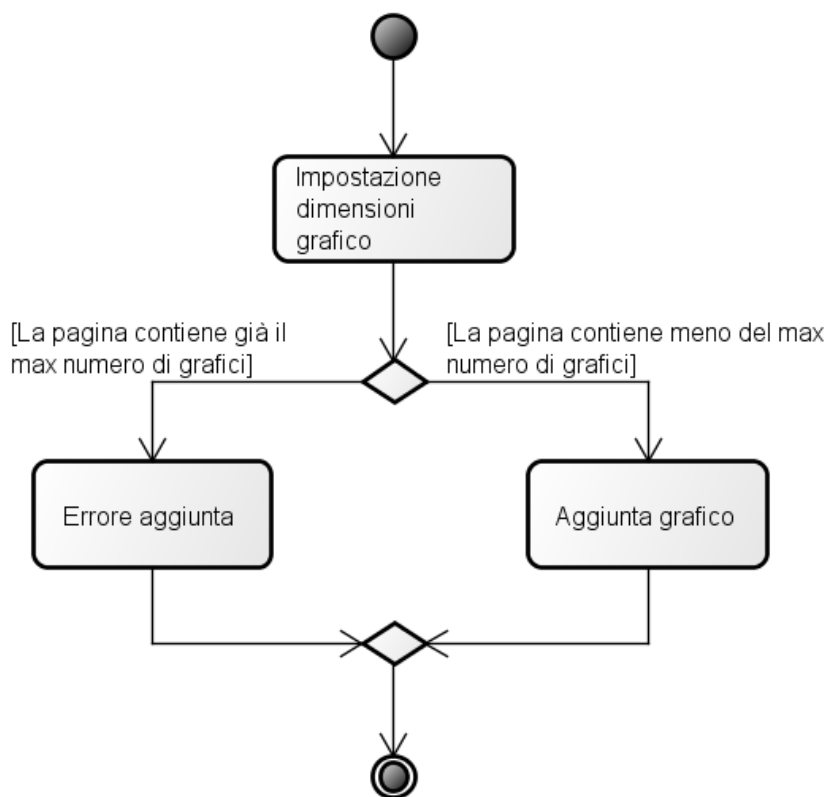 Impostazione
dimensioni
grafico
[La pagina contiene già il
max numero di grafici]
[La pagina contiene meno del max
numero di grafici]
Errore aggiunta
Aggiunta grafico